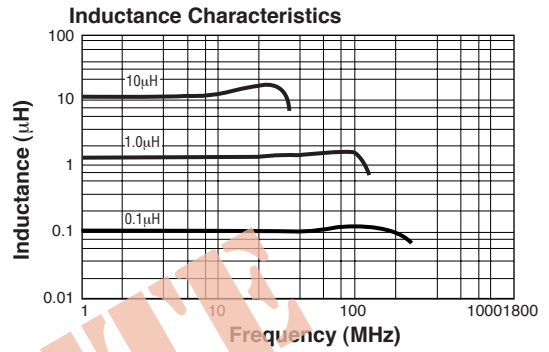 Inductance Characteristics
100
10
1
0.1
0.01
Inductance (µH)
10µH
1.0µH
0.1µH
1 10 100 10001800
Frequency (MHz)